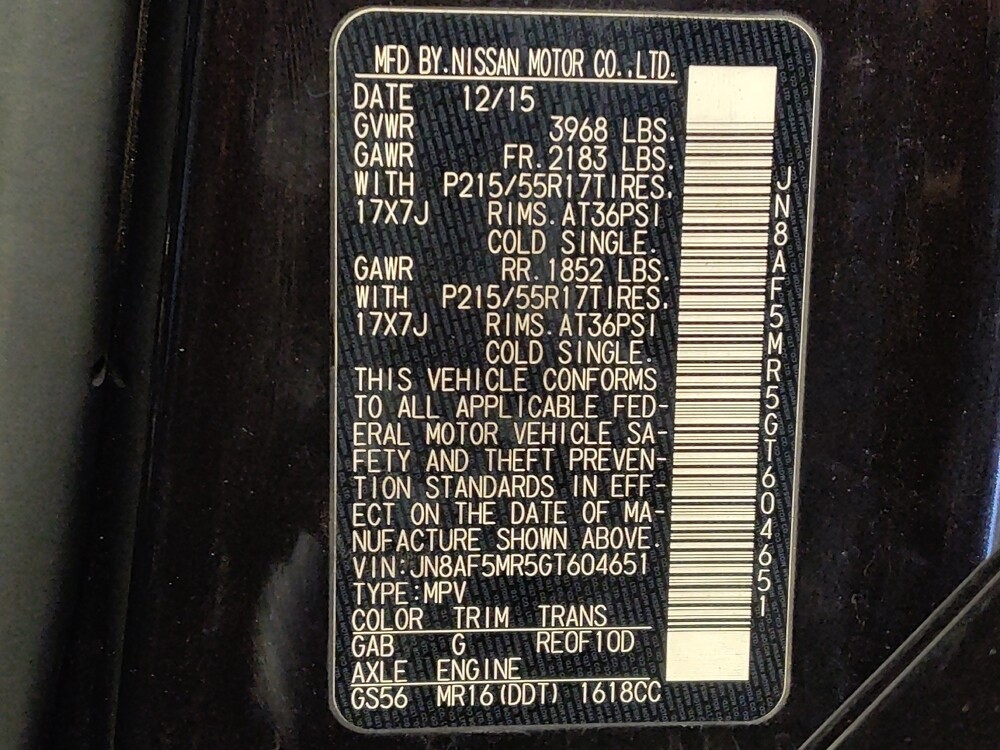 MFD BY.NISSAN MOTOR CO.,LTD.
DATE 12/15
GVWR 3968 LBS.
GAWR FR.2183 LBS.
WITH P215/55R17TIRES.
17X7J RIMS.AT36PSI
COLD SINGLE.
GAWR RR.1852 LBS.
WITH P215/55R17TIRES.
17X7J RIMS.AT36PSI
COLD SINGLE.
THIS VEHICLE CONFORMS
TO ALL APPLICABLE FED-
ERAL MOTOR VEHICLE SA-
FETY AND THEFT PREVEN-
TION STANDARDS IN EFF-
ECT ON THE DATE OF MA-
NUFACTURE SHOWN ABOVE.
VIN:JN8AF5MR5GT604651
TYPE:MPV
COLOR TRIM TRANS
GAB G RE0F10D
AXLE ENGINE
GS56 MR16(DDT) 1618CC
JN8AF5MR5GT604651